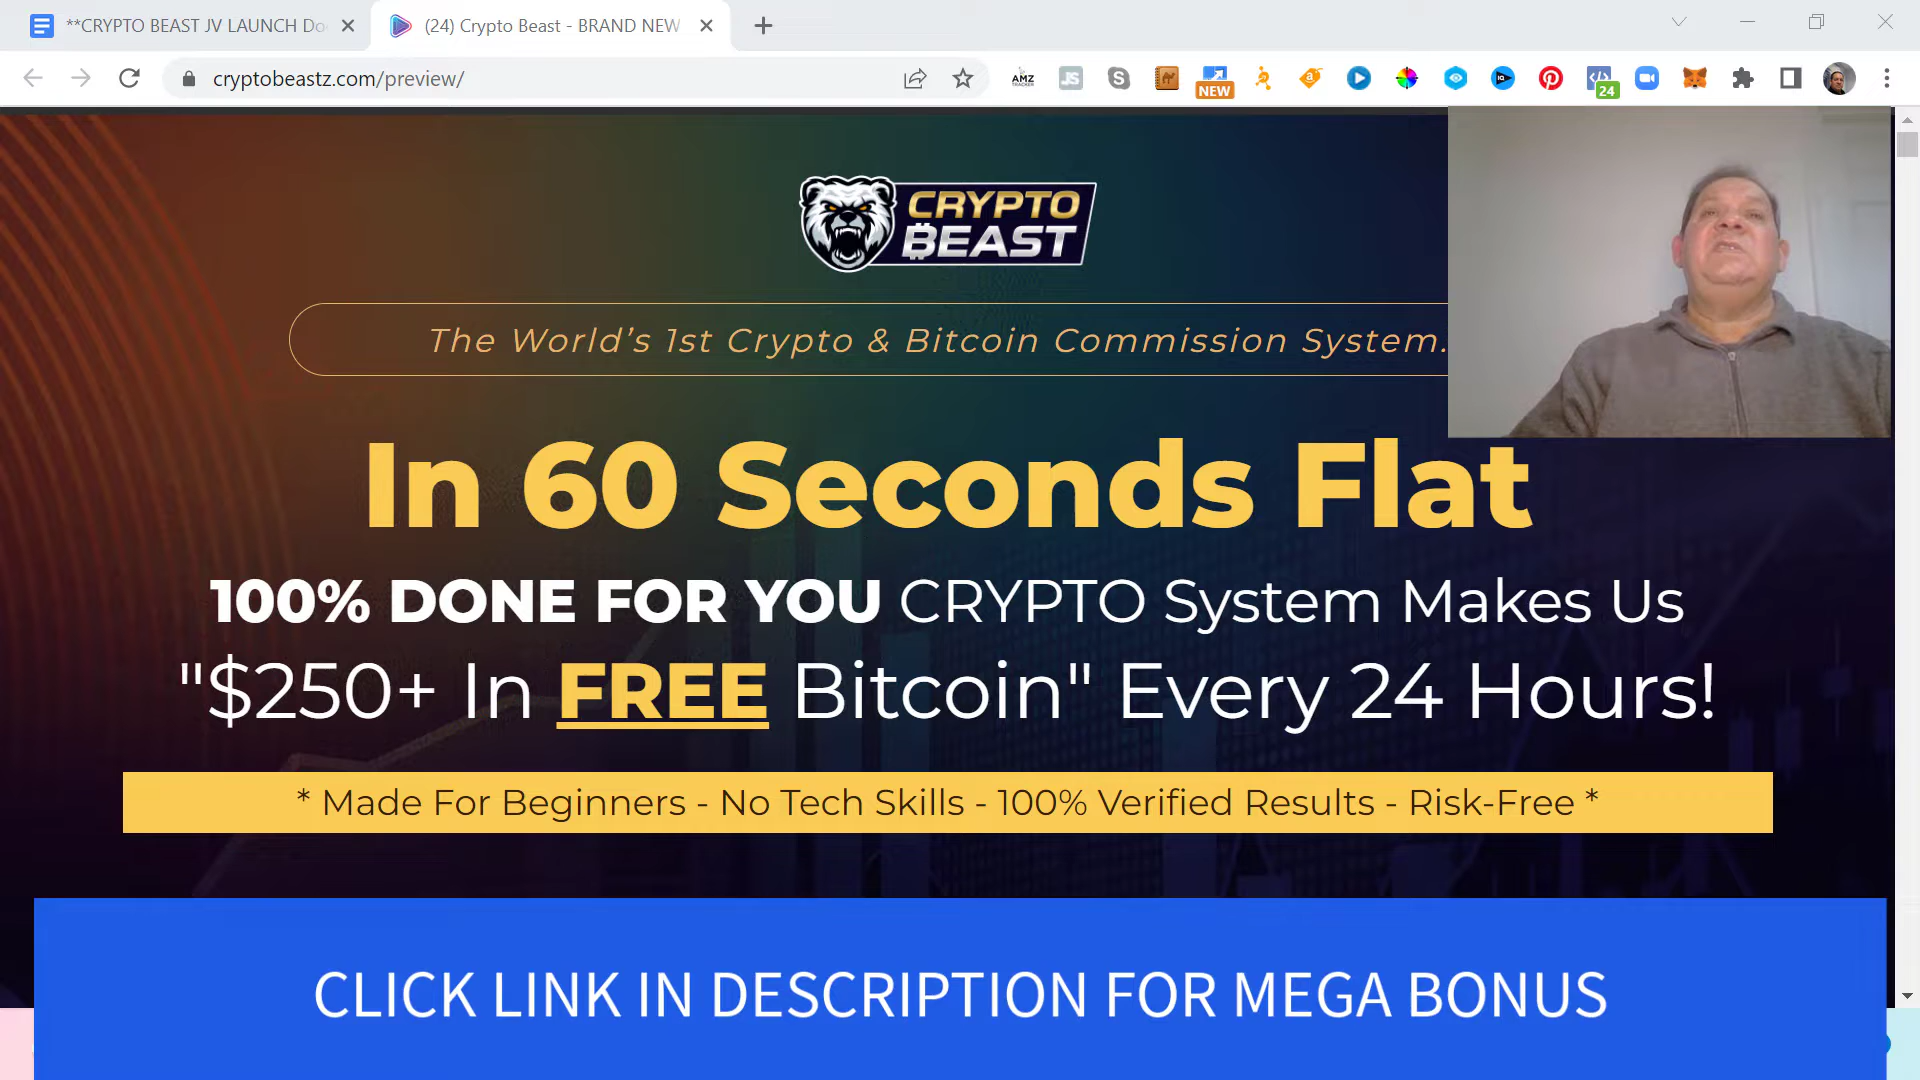 **CRYPTO BEAST JV LAUNCH Do
(24) Crypto Beast - BRAND NEW
cryptobeastz.com/preview/
AMZ
TRACKER
JS
NEW
IQ
24
CRYPTO
BEAST
The World's 1st Crypto & Bitcoin Commission System.
In 60 Seconds Flat
100% DONE FOR YOU CRYPTO System Makes Us
"$250+ In FREE Bitcoin" Every 24 Hours!
* Made For Beginners - No Tech Skills - 100% Verified Results - Risk-Free *
CLICK LINK IN DESCRIPTION FOR MEGA BONUS